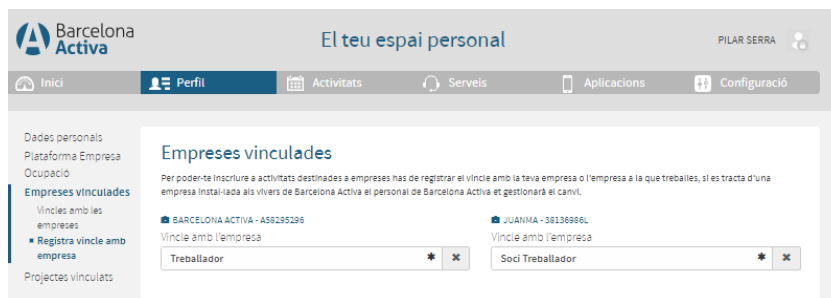 Barcelona
Activa
El teu espai personal
PILAR SERRA
Inici
Perfil
Activitats
Serveis
Aplicacions
Configuració
Dades personals
Plataforma Empresa
Ocupació
Empreses vinculades
Vincles amb les
empreses
Registra vincle amb
empresa
Projectes vinculats
Empreses vinculades
Per poder-te inscriure a activitats destinades a empreses has de registrar el vincle amb la teva empresa o l'empresa a la que treballes, si es tracta d'una
empresa instal·lada als vivers de Barcelona Activa el personal de Barcelona Activa et gestionarà el canvi.
BARCELONA ACTIVA - A58295296
Vincle amb l'empresa
Treballador
JUANMA - 38136986L
Vincle amb l'empresa
Soci Treballador